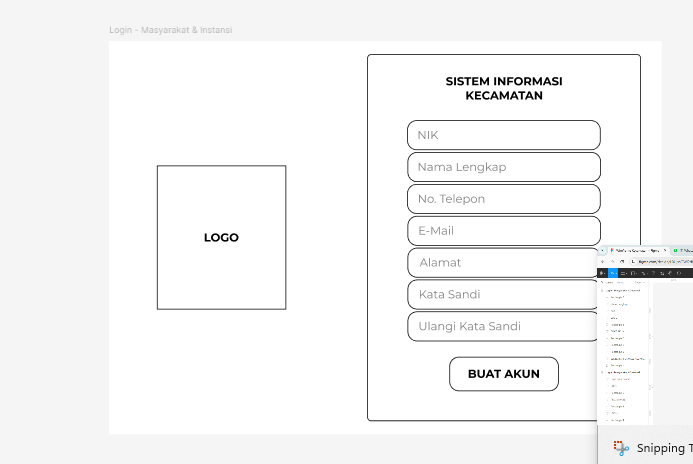 Login - Masyarakat & Instansi
SISTEM INFORMASI
KECAMATAN
NIK
Nama Lengkap
No. Telepon
E-Mail
Alamat
Kata Sandi
Ulangi Kata Sandi
LOGO
BUAT AKUN
Snipping T